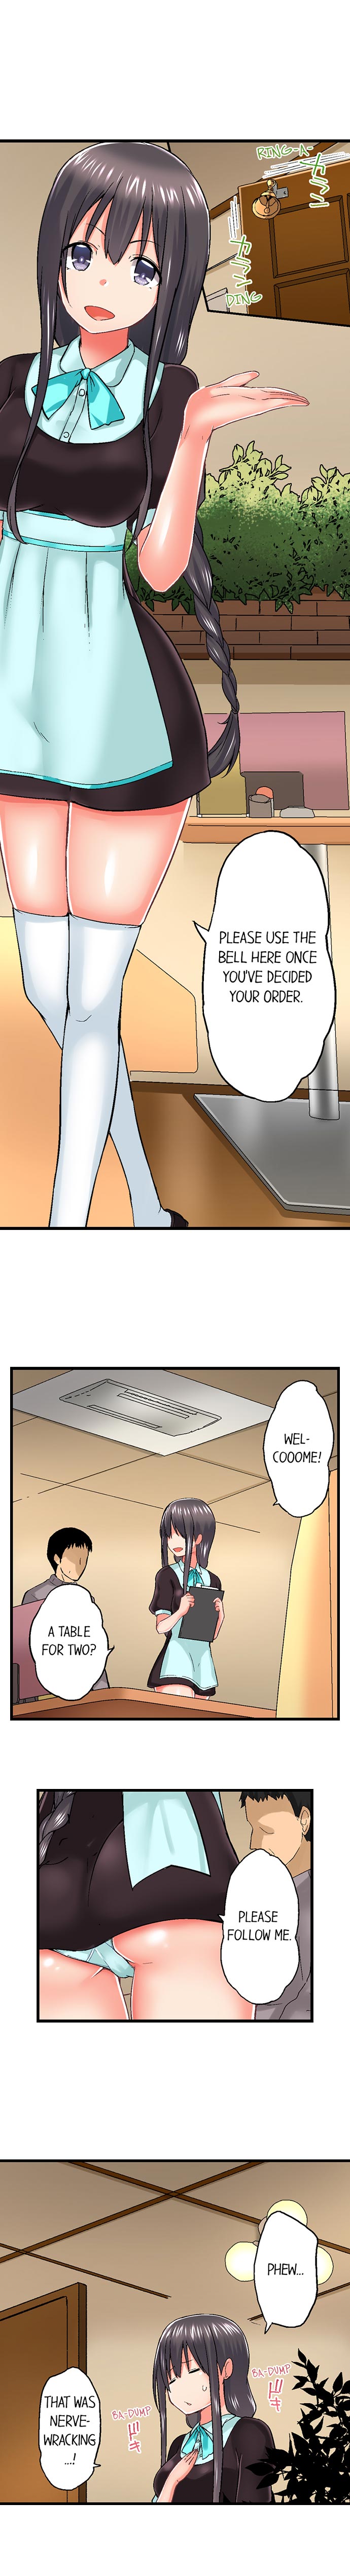 RING-A-
カラン
カラン
DING
PLEASE USE THE
BELL HERE ONCE
YOU'VE DECIDED
YOUR ORDER.
WEL-
COOOME!
A TABLE
FOR TWO?
PLEASE
FOLLOW ME.
PHEW...
BA-DUMP
ドキ
BA-DUMP
ドキ
THAT WAS
NERVE-
WRACKING
...!